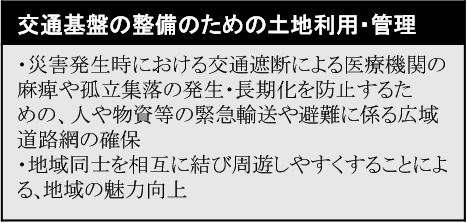 交通基盤の整備のための土地利用・管理
・災害発生時における交通遮断による医療機関の
麻痺や孤立集落の発生・長期化を防止するた
めの、人や物資等の緊急輸送や避難に係る広域
道路網の確保
・地域同士を相互に結び周遊しやすくすることによ
る、地域の魅力向上